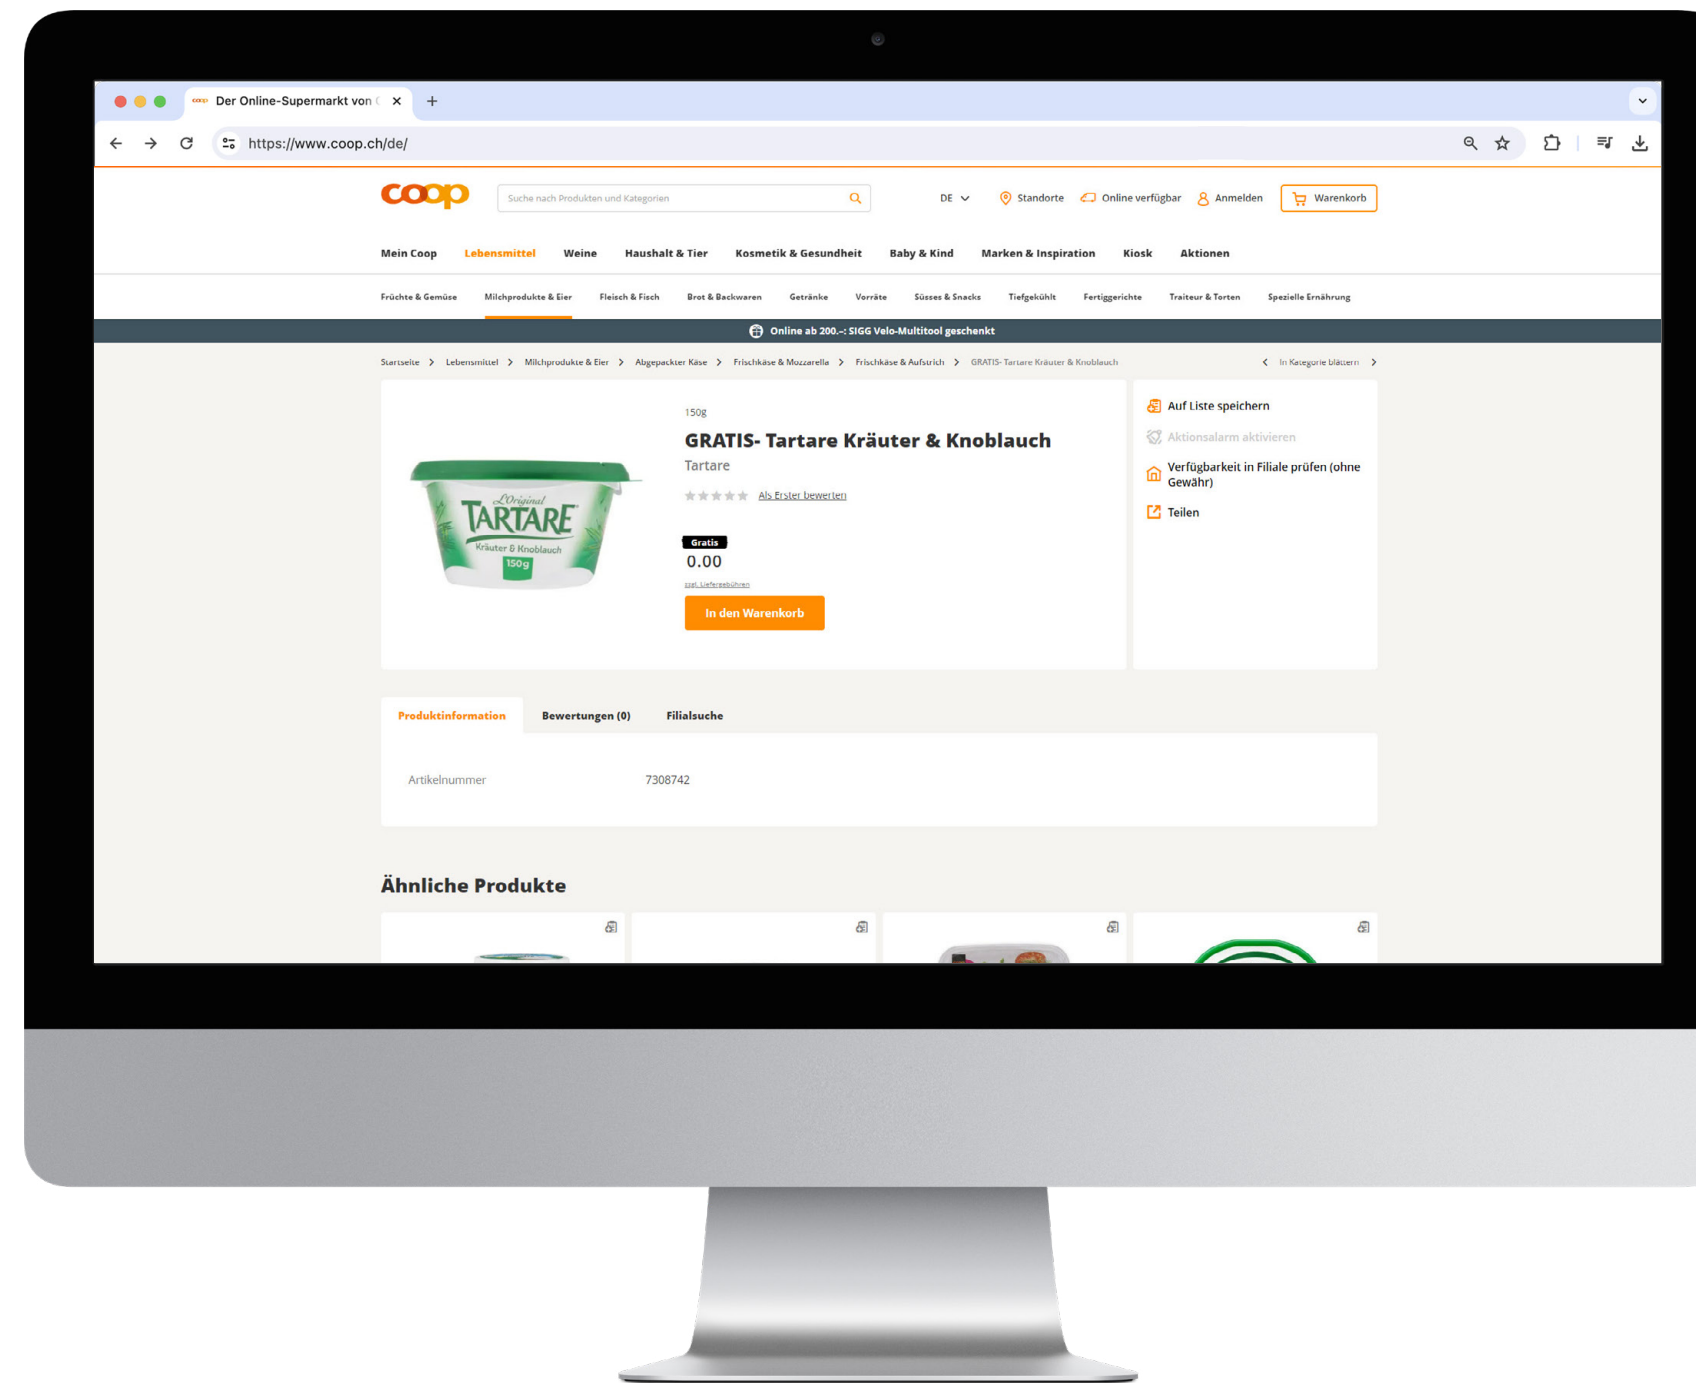 coop Der Online-Supermarkt von C
https://www.coop.ch/de/
coop Suche nach Produkten und Kategorien DE Standorte Online verfügbar Anmelden Warenkorb
Mein Coop Lebensmittel Weine Haushalt & Tier Kosmetik & Gesundheit Baby & Kind Marken & Inspiration Kiosk Aktionen
Früchte & Gemüse Milchprodukte & Eier Fleisch & Fisch Brot & Backwaren Getränke Vorräte Süsses & Snacks Tiefgekühlt Fertiggerichte Traiteur & Torten Spezielle Ernährung
Online ab 200.–: SIGG Velo-Multitool geschenkt
Startseite > Lebensmittel > Milchprodukte & Eier > Abgepackter Käse > Frischkäse & Mozzarella > Frischkäse & Aufstrich > GRATIS- Tartare Kräuter & Knoblauch < In Kategorie blättern >
150g
GRATIS- Tartare Kräuter & Knoblauch
Tartare
Als Erster bewerten
Gratis
0.00
zzgl. Liefergebühren
In den Warenkorb
L'Original
TARTARE
Kräuter & Knoblauch
150g
Auf Liste speichern
Aktionsalarm aktivieren
Verfügbarkeit in Filiale prüfen (ohne
Gewähr)
Teilen
Produktinformation Bewertungen (0) Filialsuche
Artikelnummer 7308742
Ähnliche Produkte